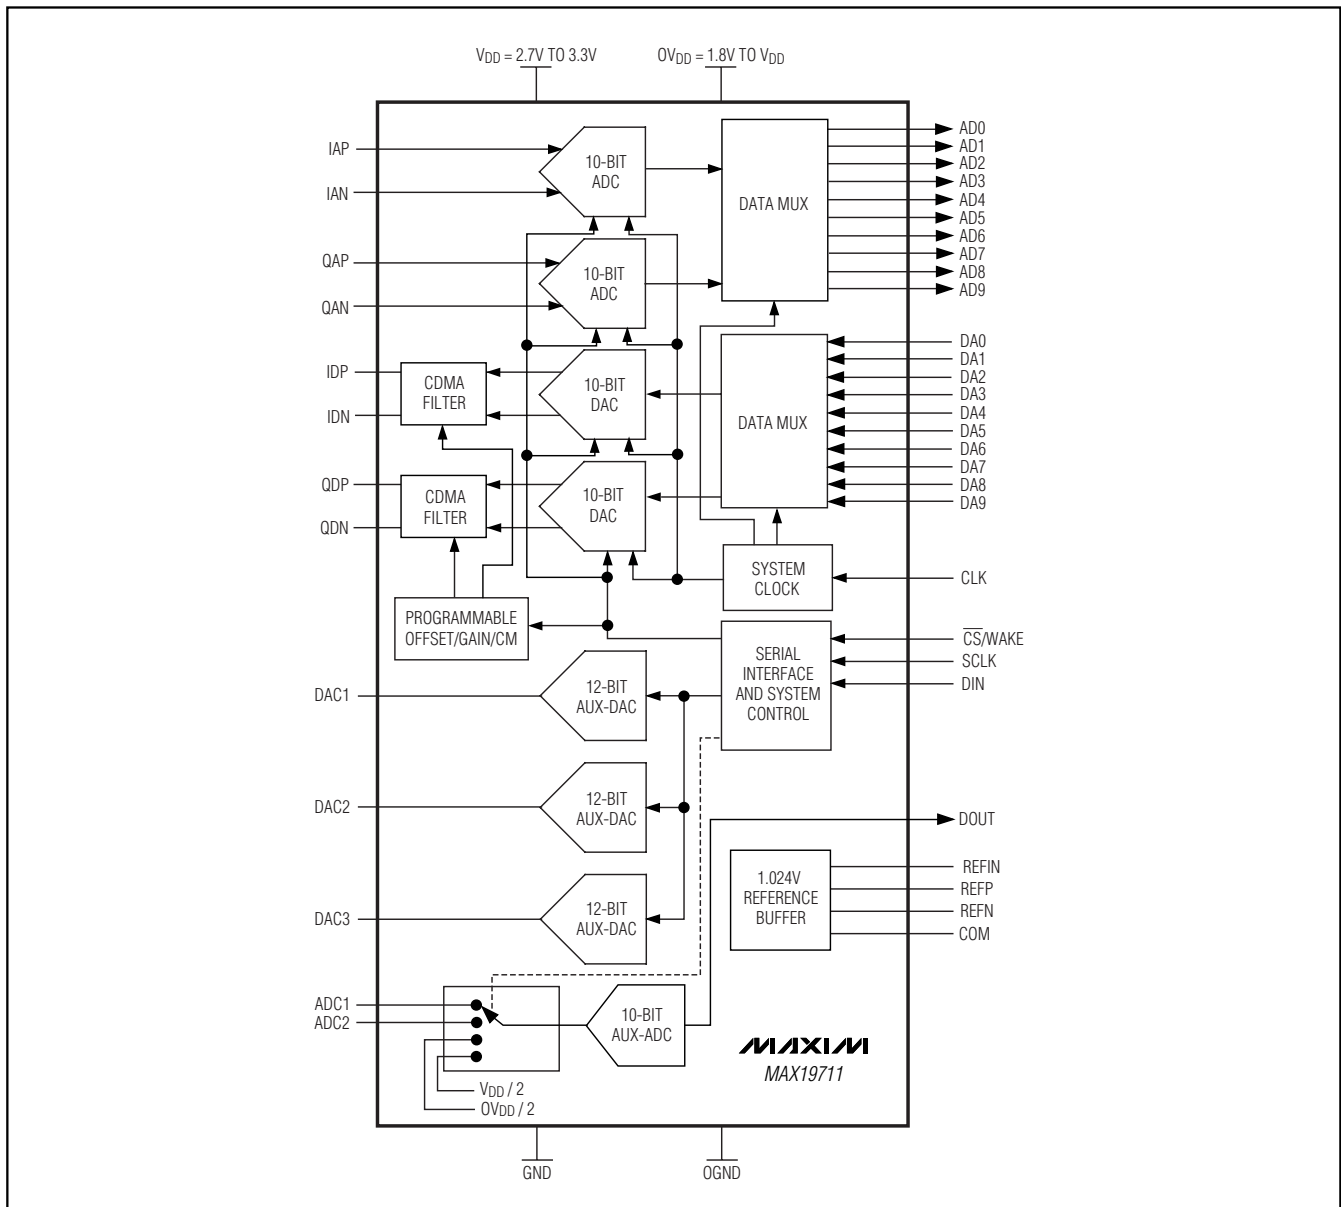 VDD = 2.7V TO 3.3V
OVDD = 1.8V TO VDD
IAP
IAN
QAP
QAN
IDP
IDN
QDP
QDN
DAC1
DAC2
DAC3
ADC1
ADC2
10-BIT
ADC
10-BIT
ADC
10-BIT
DAC
10-BIT
DAC
CDMA
FILTER
CDMA
FILTER
PROGRAMMABLE
OFFSET/GAIN/CM
12-BIT
AUX-DAC
12-BIT
AUX-DAC
12-BIT
AUX-DAC
10-BIT
AUX-ADC
VDD / 2
OVDD / 2
DATA MUX
DATA MUX
SYSTEM
CLOCK
SERIAL
INTERFACE
AND SYSTEM
CONTROL
1.024V
REFERENCE
BUFFER
AD0
AD1
AD2
AD3
AD4
AD5
AD6
AD7
AD8
AD9
DA0
DA1
DA2
DA3
DA4
DA5
DA6
DA7
DA8
DA9
CLK
CS/WAKE
SCLK
DIN
DOUT
REFIN
REFP
REFN
COM
MAXIM
MAX19711
GND
OGND